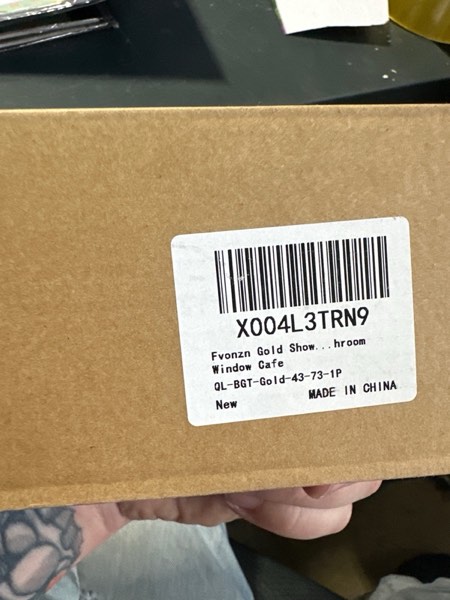 X004L3TRN9
Fvonzn Gold Show...hroom
Window Cafe
QL-BGT-Gold-43-73-1P
New MADE IN CHINA